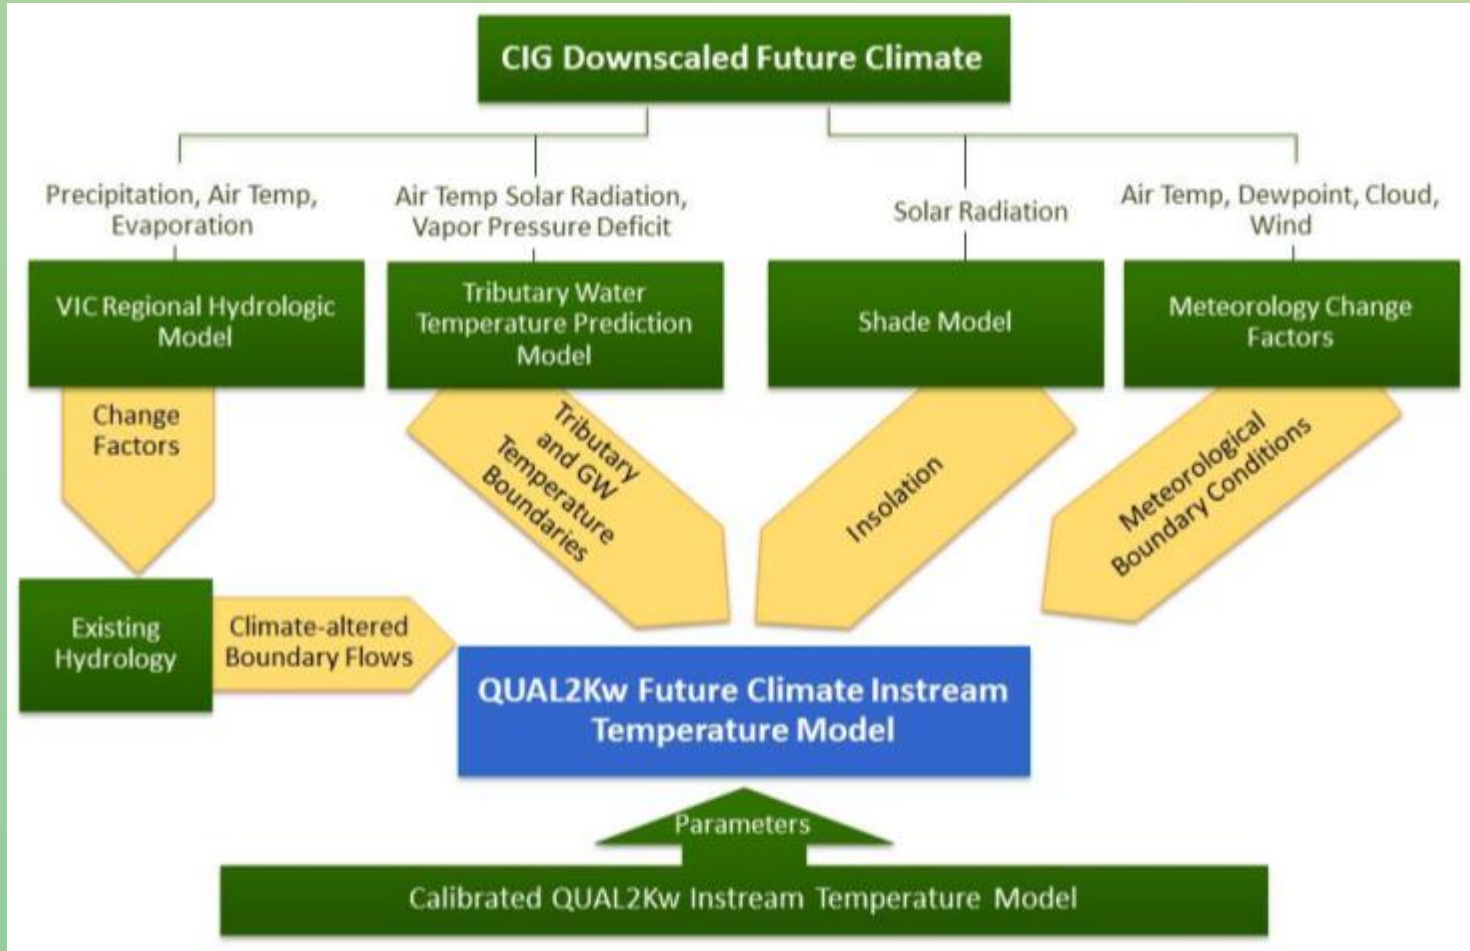 CIG Downscaled Future Climate
Precipitation, Air Temp,
Evaporation
Air Temp Solar Radiation,
Vapor Pressure Deficit
Solar Radiation
Air Temp, Dewpoint, Cloud,
Wind
VIC Regional Hydrologic
Model
Tributary Water
Temperature Prediction
Model
Shade Model
Meteorology Change
Factors
Change
Factors
Tributary
and GW
Temperature
Boundaries
Insolation
Meteorological
Boundary Conditions
Existing
Hydrology
Climate-altered
Boundary Flows
QUAL2Kw Future Climate Instream
Temperature Model
Parameters
Calibrated QUAL2Kw Instream Temperature Model